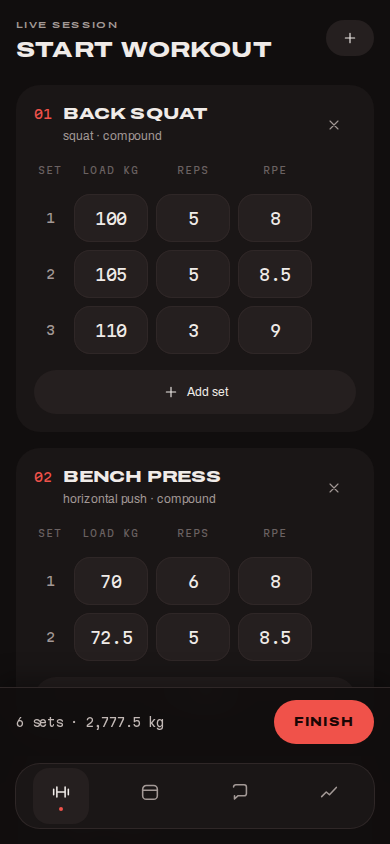 LIVE SESSION
START WORKOUT
01 BACK SQUAT
squat · compound
SET LOAD KG REPS RPE
1 100 5 8
2 105 5 8.5
3 110 3 9
Add set
02 BENCH PRESS
horizontal push · compound
SET LOAD KG REPS RPE
1 70 6 8
2 72.5 5 8.5
6 sets · 2,777.5 kg
FINISH